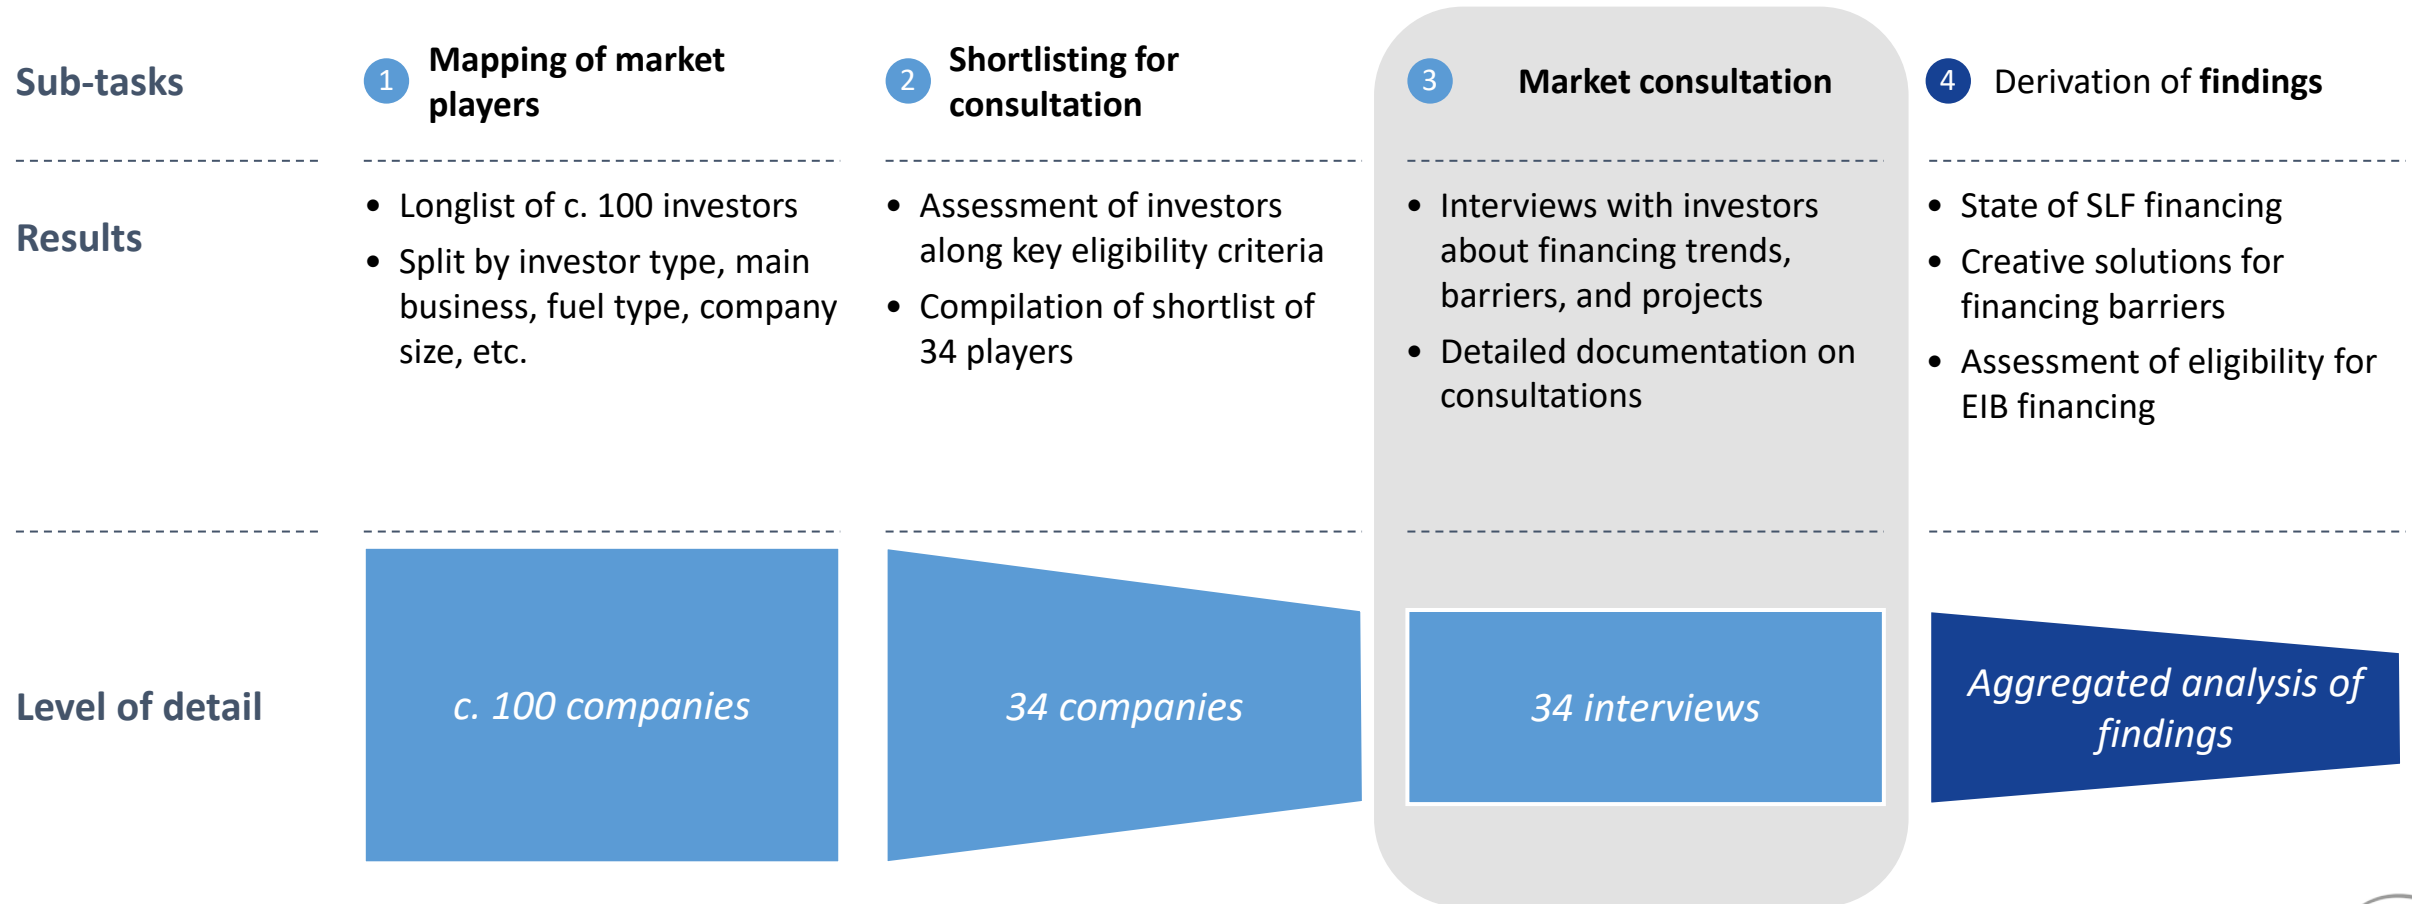 Sub-tasks
1
Mapping of market
players
2
Shortlisting for
consultation
3
Market consultation
4
Derivation of findings
Results
• Longlist of c. 100 investors
• Split by investor type, main
business, fuel type, company
size, etc.
• Assessment of investors
along key eligibility criteria
• Compilation of shortlist of
34 players
• Interviews with investors
about financing trends,
barriers, and projects
• Detailed documentation on
consultations
• State of SLF financing
• Creative solutions for
financing barriers
• Assessment of eligibility for
EIB financing
Level of detail
c. 100 companies
34 companies
34 interviews
Aggregated analysis of
findings